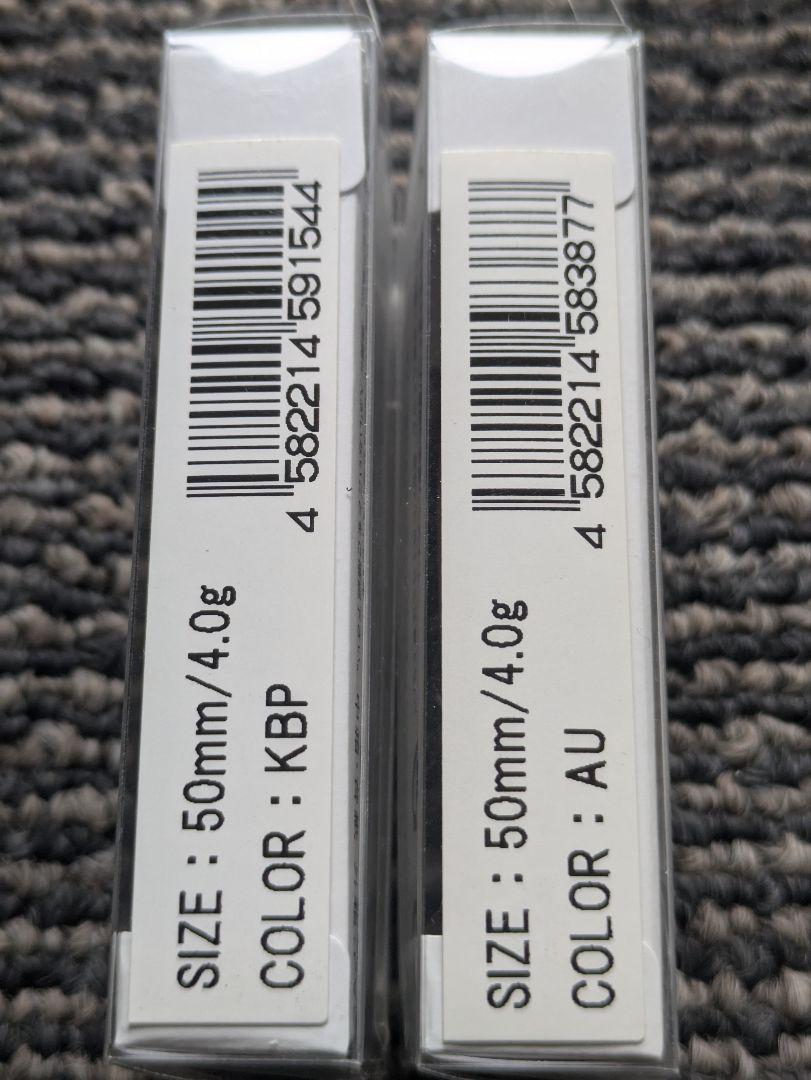 SIZE : 50mm/4.0g
COLOR : KBP
4 582214 591544
SIZE : 50mm/4.0g
COLOR : AU
4 582214 583877